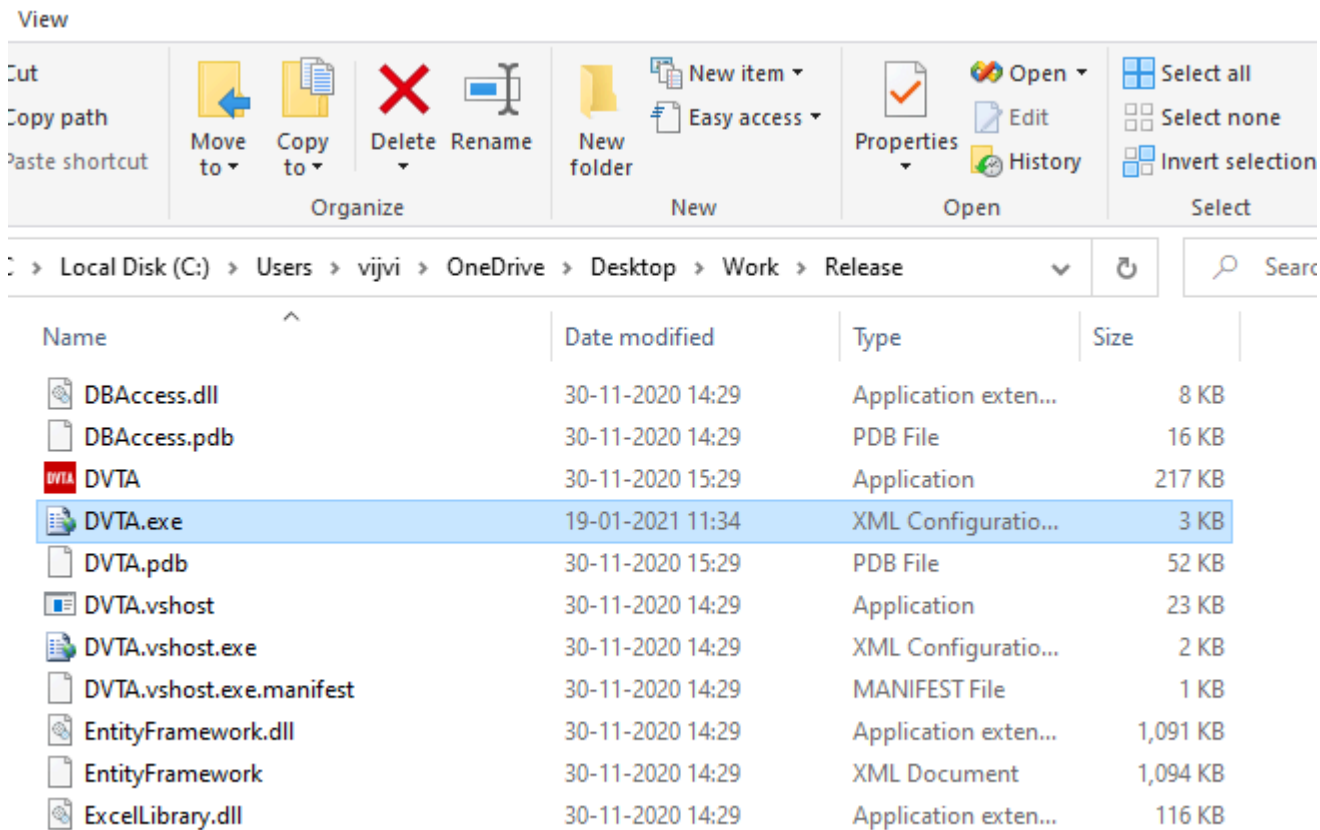 View
Cut
Copy path
Paste shortcut
Move to
Copy to
Delete
Rename
New folder
New item
Easy access
Properties
Open
Edit
History
Select all
Select none
Invert selection
Organize
New
Open
Select
> Local Disk (C:) > Users > vijvi > OneDrive > Desktop > Work > Release
Searc
Name Date modified Type Size
DBAccess.dll 30-11-2020 14:29 Application exten... 8 KB
DBAccess.pdb 30-11-2020 14:29 PDB File 16 KB
DVTA DVTA 30-11-2020 15:29 Application 217 KB
DVTA.exe 19-01-2021 11:34 XML Configuratio... 3 KB
DVTA.pdb 30-11-2020 15:29 PDB File 52 KB
DVTA.vshost 30-11-2020 14:29 Application 23 KB
DVTA.vshost.exe 30-11-2020 14:29 XML Configuratio... 2 KB
DVTA.vshost.exe.manifest 30-11-2020 14:29 MANIFEST File 1 KB
EntityFramework.dll 30-11-2020 14:29 Application exten... 1,091 KB
EntityFramework 30-11-2020 14:29 XML Document 1,094 KB
ExcelLibrary.dll 30-11-2020 14:29 Application exten... 116 KB